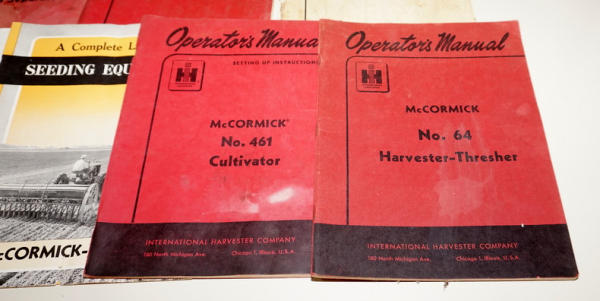 A Complete L
SEEDING EQU
McCORMICK-
Operator's Manual
SETTING UP INSTRUCTIONS
IH
McCORMICK
No. 461
Cultivator
INTERNATIONAL HARVESTER COMPANY
180 North Michigan Ave. Chicago 1, Illinois, U.S.A.
Operator's Manual
IH
McCORMICK
No. 64
Harvester-Thresher
INTERNATIONAL HARVESTER COMPANY
180 North Michigan Ave. Chicago 1, Illinois, U.S.A.